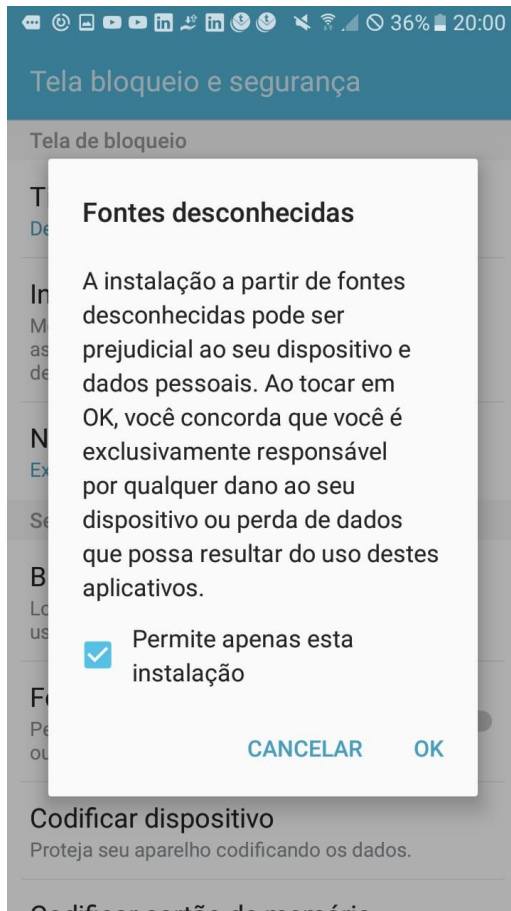 36% 20:00
Tela bloqueio e segurança
Tela de bloqueio
Fontes desconhecidas
A instalação a partir de fontes
desconhecidas pode ser
prejudicial ao seu dispositivo e
dados pessoais. Ao tocar em
OK, você concorda que você é
exclusivamente responsável
por qualquer dano ao seu
dispositivo ou perda de dados
que possa resultar do uso destes
aplicativos.
Permite apenas esta
instalação
CANCELAR OK
Codificar dispositivo
Proteja seu aparelho codificando os dados.